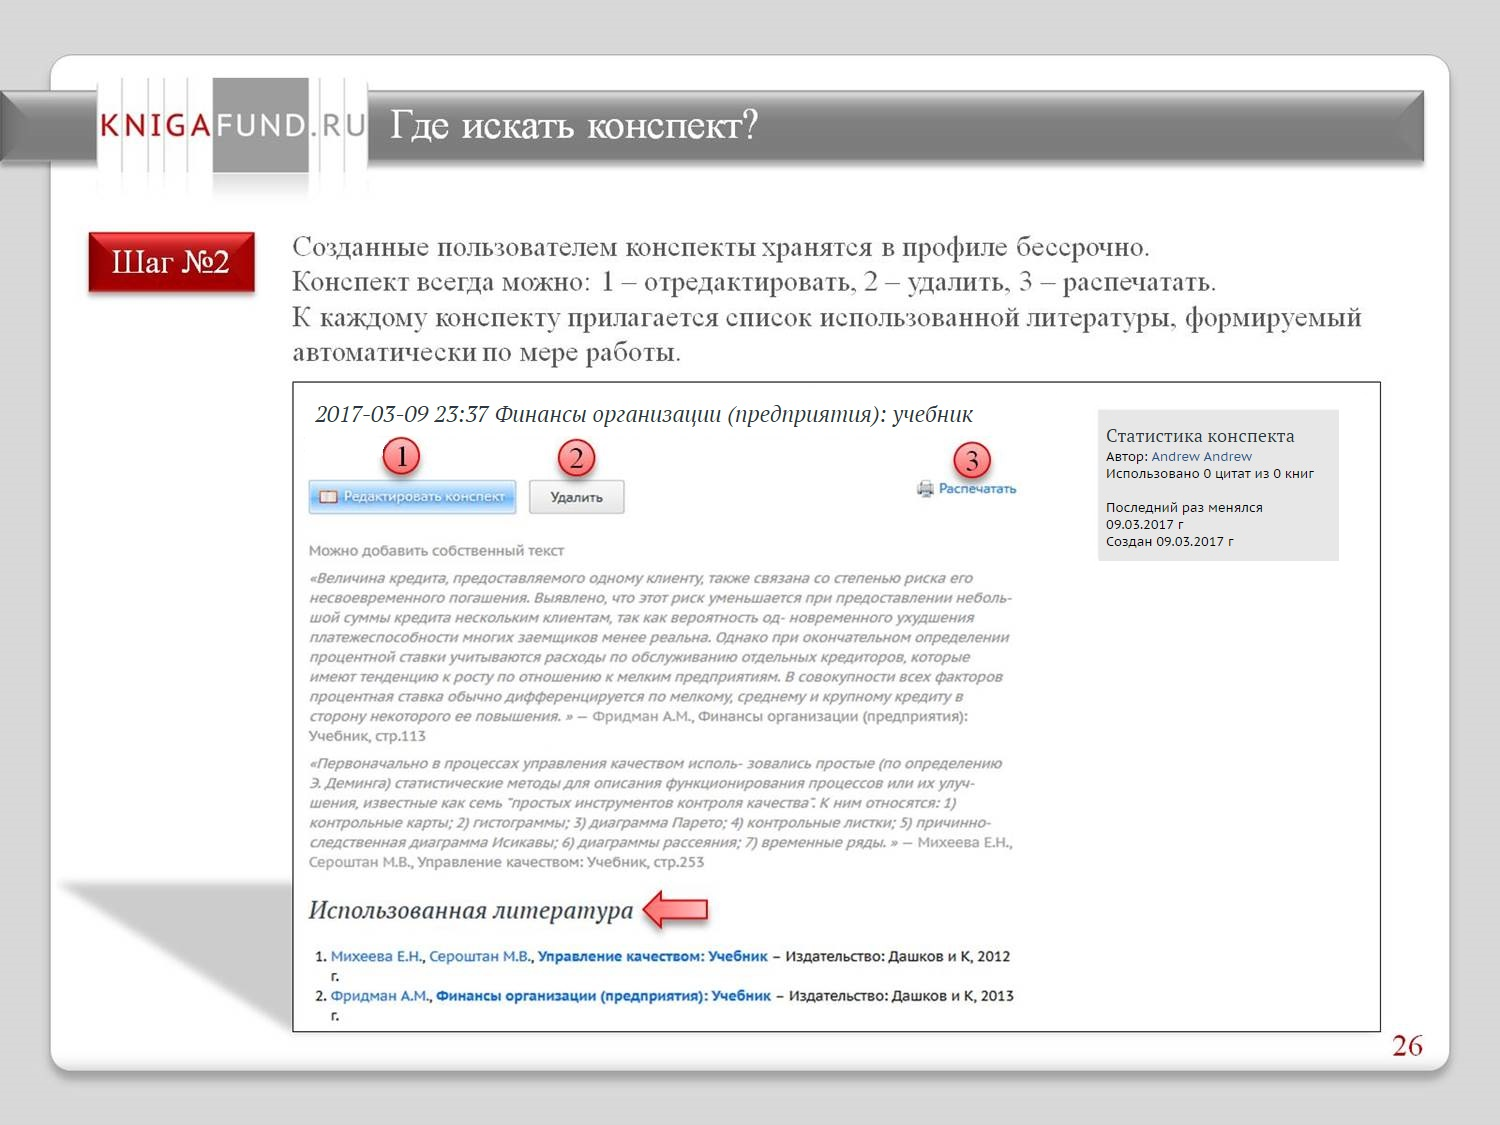 KNIGAFUND.RU
Где искать конспект?
Шаг №2
Созданные пользователем конспекты хранятся в профиле бессрочно.
Конспект всегда можно: 1 – отредактировать, 2 – удалить, 3 – распечатать.
К каждому конспекту прилагается список использованной литературы, формируемый
автоматически по мере работы.
2017-03-09 23:37 Финансы организации (предприятия): учебник
1
2
3
Редактировать конспект
Удалить
Распечатать
Статистика конспекта
Автор: Andrew Andrew
Использовано 0 цитат из 0 книг
Последний раз менялся
09.03.2017 г
Создан 09.03.2017 г
Можно добавить собственный текст
«Величина кредита, предоставляемого одному клиенту, также связана со степенью риска его
несвоевременного погашения. Выявлено, что этот риск уменьшается при предоставлении неболь-
шой суммы кредита нескольким клиентам, так как вероятность од- новременного ухудшения
платежеспособности многих заемщиков менее реальна. Однако при окончательном определении
процентной ставки учитываются расходы по обслуживанию отдельных кредиторов, которые
имеют тенденцию к росту по отношению к мелким предприятиям. В совокупности всех факторов
процентная ставка обычно дифференцируется по мелкому, среднему и крупному кредиту в
сторону некоторого ее повышения. » — Фридман А.М., Финансы организации (предприятия):
Учебник, стр.113
«Первоначально в процессах управления качеством исполь- зовались простые (по определению
Э. Деминга) статистические методы для описания функционирования процессов или их улуч-
шения, известные как семь "простых инструментов контроля качества". К ним относятся: 1)
контрольные карты; 2) гистограммы; 3) диаграмма Парето; 4) контрольные листки; 5) причинно-
следственная диаграмма Исикавы; 6) диаграммы рассеяния; 7) временные ряды. » — Михеева Е.Н.,
Сероштан М.В., Управление качеством: Учебник, стр.253
Использованная литература
1. Михеева Е.Н., Сероштан М.В., Управление качеством: Учебник – Издательство: Дашков и К, 2012
г.
2. Фридман А.М., Финансы организации (предприятия): Учебник – Издательство: Дашков и К, 2013
г.
26